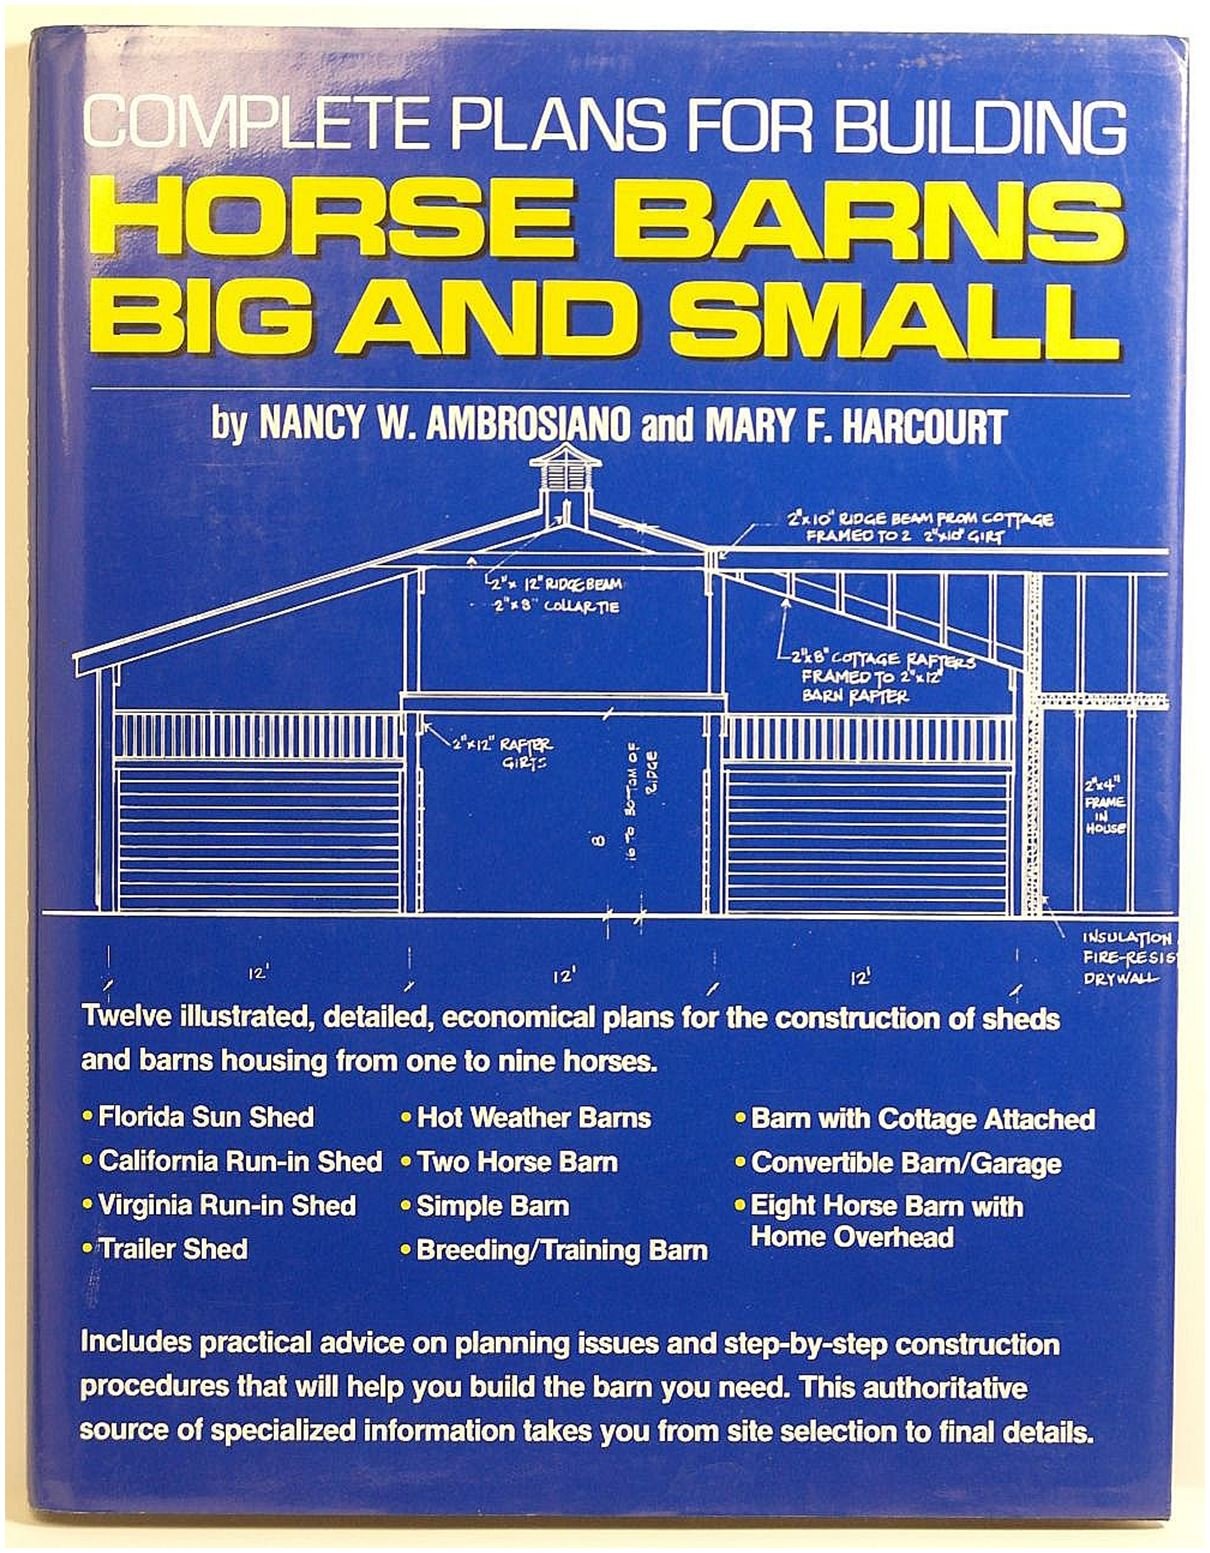 COMPLETE PLANS FOR BUILDING
HORSE BARNS
BIG AND SMALL
by NANCY W. AMBROSIANO and MARY F. HARCOURT
2"x10" RIDGE BEAM FROM COTTAGE
FRAMED TO 2 2"x10" GIRT
2"x 12" RIDGE BEAM
2"x8" COLLAR TIE
2"x8" COTTAGE RAFTERS
FRAMED TO 2"x12"
BARN RAFTER
2"x12" RAFTER
GIRTS
8
16 TO BOTTOM OF
RIDGE
2"x4"
FRAME
IN
HOUSE
INSULATION
FIRE-RESIS
DRYWALL
12' 12' 12'
Twelve illustrated, detailed, economical plans for the construction of sheds
and barns housing from one to nine horses.
• Florida Sun Shed
• California Run-in Shed
• Virginia Run-in Shed
• Trailer Shed
• Hot Weather Barns
• Two Horse Barn
• Simple Barn
• Breeding/Training Barn
• Barn with Cottage Attached
• Convertible Barn/Garage
• Eight Horse Barn with
Home Overhead
Includes practical advice on planning issues and step-by-step construction
procedures that will help you build the barn you need. This authoritative
source of specialized information takes you from site selection to final details.